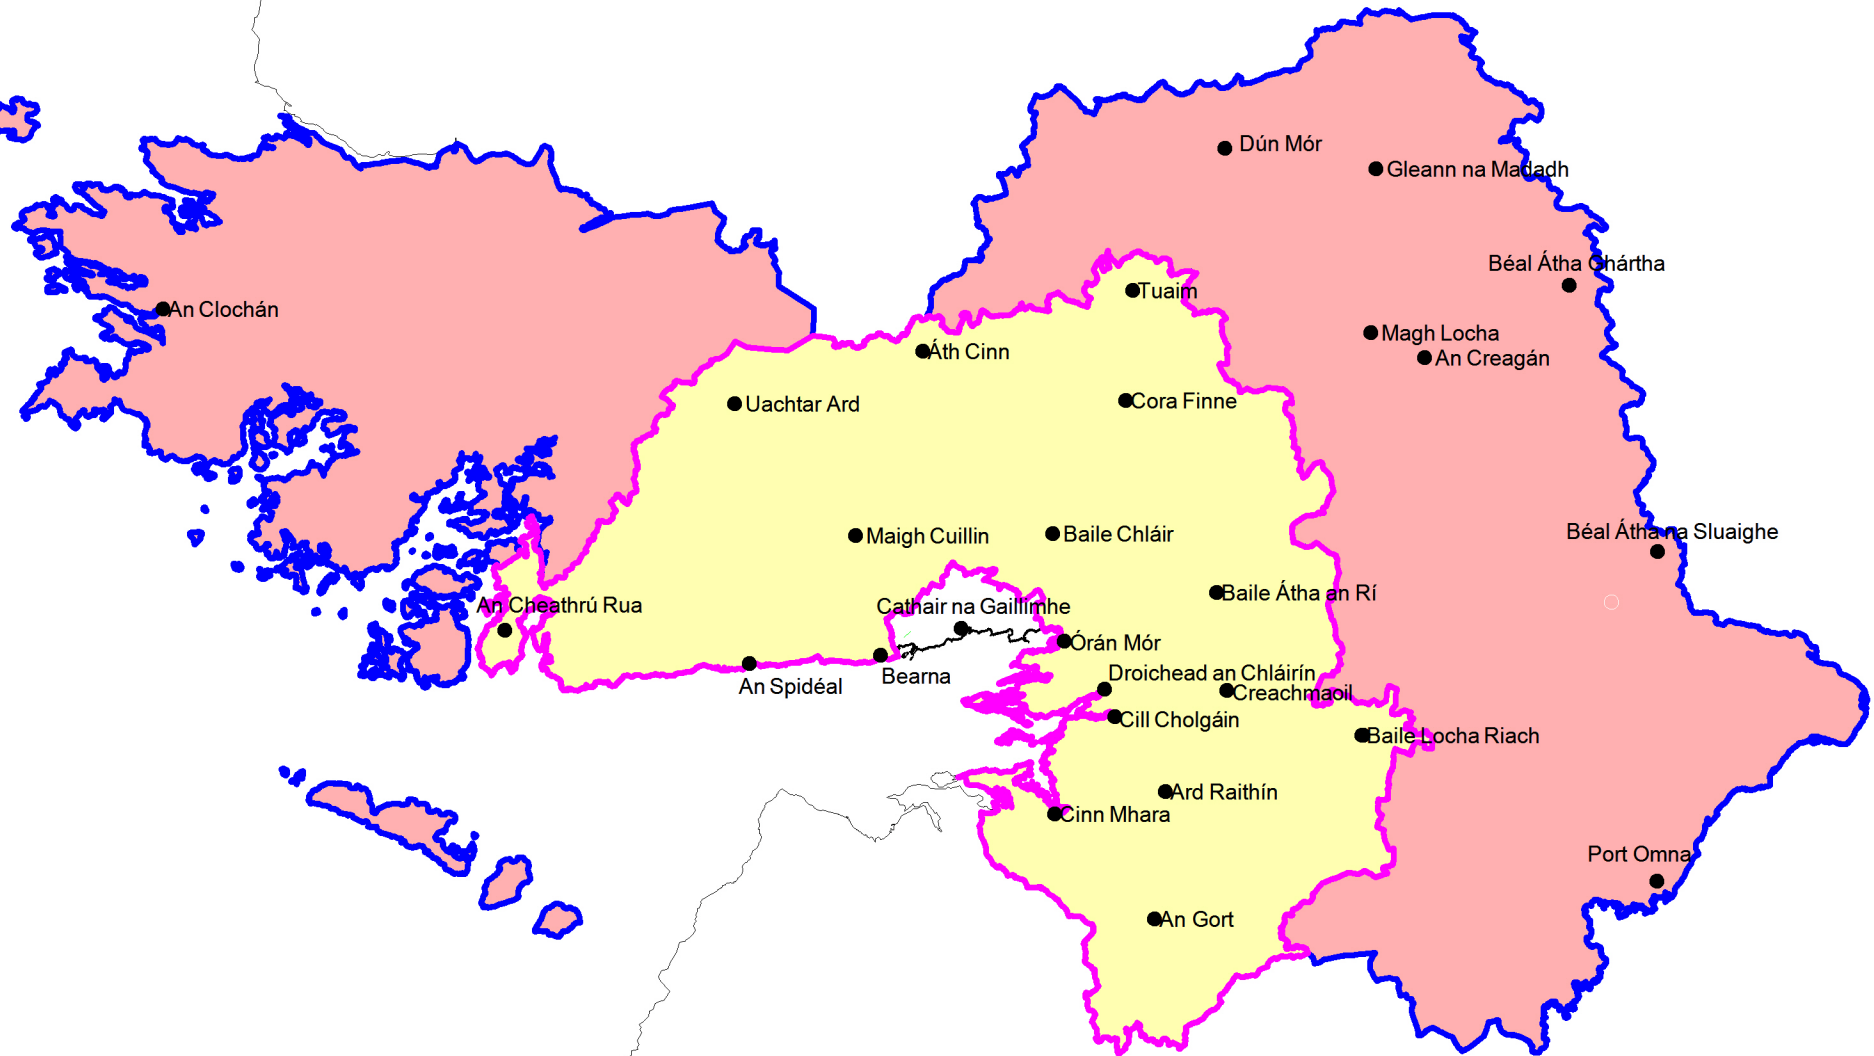 Dún Mór
Gleann na Madadh
Béal Átha Ghártha
Tuaim
An Clochán
Magh Locha
Áth Cinn
An Creagán
Uachtar Ard
Cora Finne
Béal Átha na Sluaighe
Maigh Cuillin
Baile Chláir
Baile Átha an Rí
An Cheathrú Rua
Cathair na Gaillimhe
Órán Mór
Droichead an Chláirín
Bearna
An Spidéal
Creachmaoil
Cill Cholgáin
Baile Locha Riach
Ard Raithín
Cinn Mhara
Port Omna
An Gort